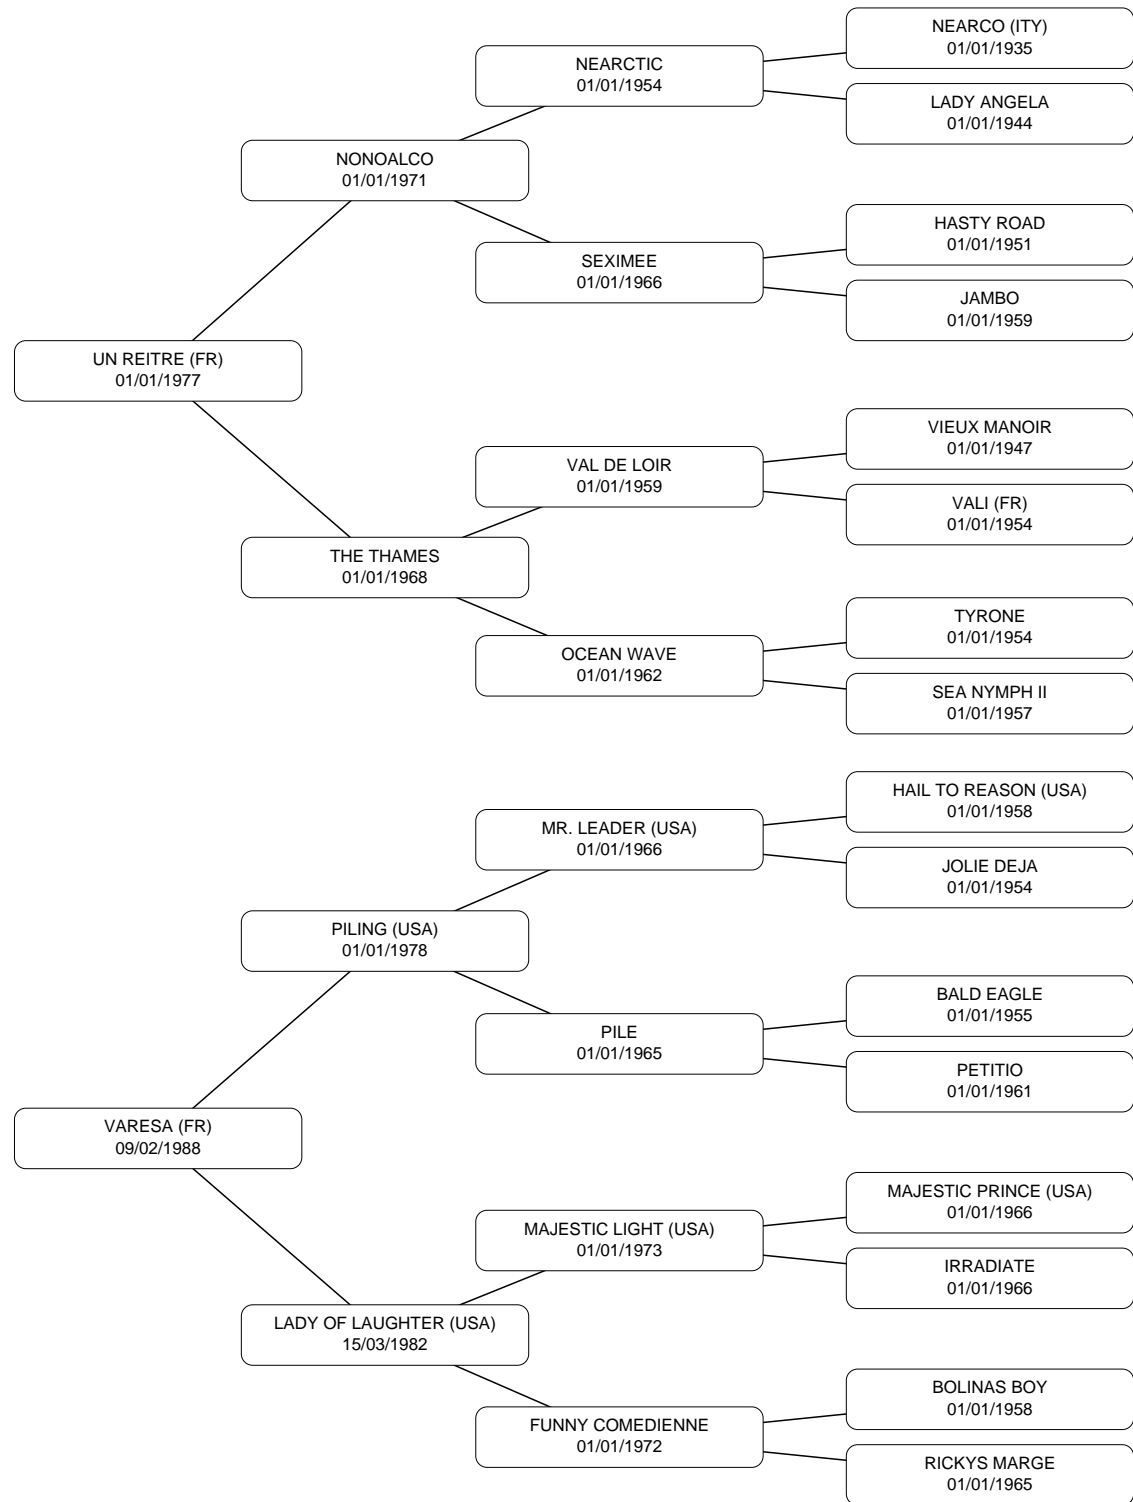 NEARCO (ITY)
01/01/1935
NEARCTIC
01/01/1954
LADY ANGELA
01/01/1944
NONOALCO
01/01/1971
HASTY ROAD
01/01/1951
SEXIMEE
01/01/1966
JAMBO
01/01/1959
UN REITRE (FR)
01/01/1977
VIEUX MANOIR
01/01/1947
VAL DE LOIR
01/01/1959
VALI (FR)
01/01/1954
THE THAMES
01/01/1968
TYRONE
01/01/1954
OCEAN WAVE
01/01/1962
SEA NYMPH II
01/01/1957
HAIL TO REASON (USA)
01/01/1958
MR. LEADER (USA)
01/01/1966
JOLIE DEJA
01/01/1954
PILING (USA)
01/01/1978
BALD EAGLE
01/01/1955
PILE
01/01/1965
PETITIO
01/01/1961
VARESA (FR)
09/02/1988
MAJESTIC PRINCE (USA)
01/01/1966
MAJESTIC LIGHT (USA)
01/01/1973
IRRADIATE
01/01/1966
LADY OF LAUGHTER (USA)
15/03/1982
BOLINAS BOY
01/01/1958
FUNNY COMEDIENNE
01/01/1972
RICKYS MARGE
01/01/1965